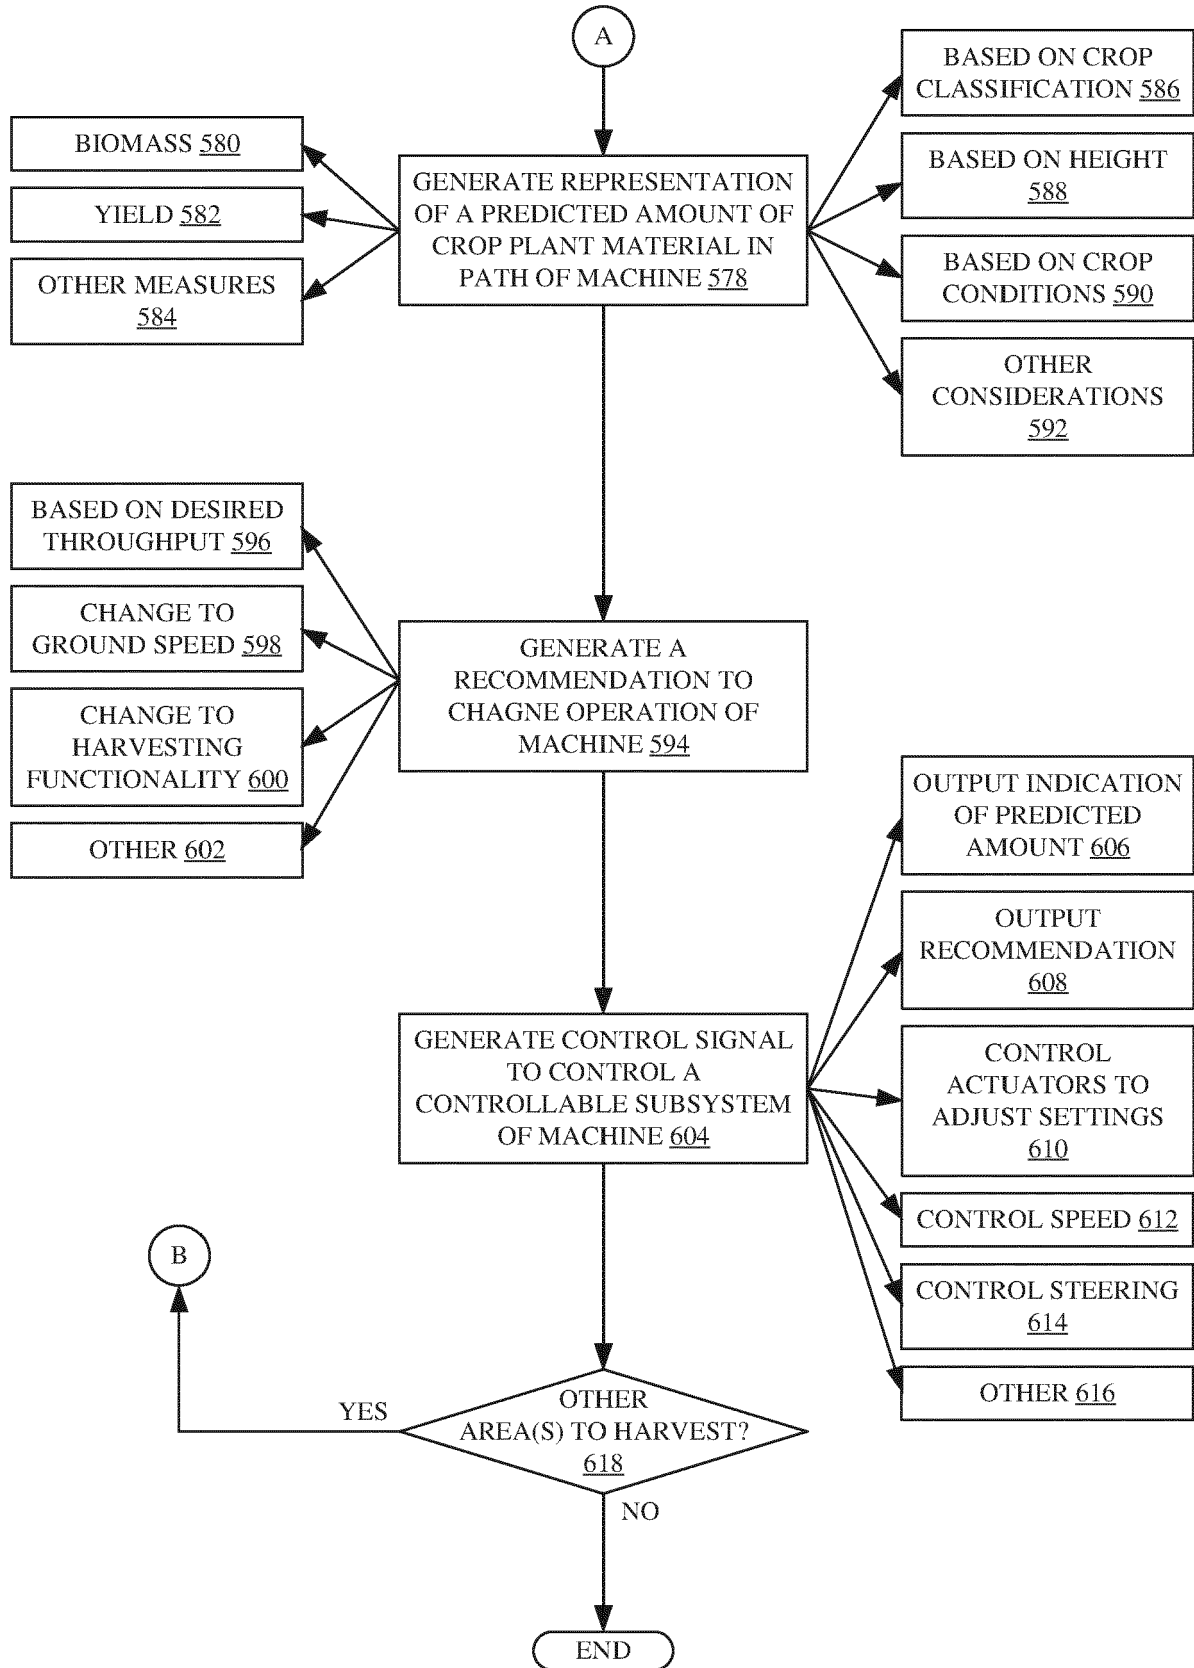 A
BASED ON CROP
CLASSIFICATION 586
BIOMASS 580
YIELD 582
OTHER MEASURES
584
GENERATE REPRESENTATION
OF A PREDICTED AMOUNT OF
CROP PLANT MATERIAL IN
PATH OF MACHINE 578
BASED ON HEIGHT
588
BASED ON CROP
CONDITIONS 590
OTHER
CONSIDERATIONS
592
BASED ON DESIRED
THROUGHPUT 596
CHANGE TO
GROUND SPEED 598
CHANGE TO
HARVESTING
FUNCTIONALITY 600
OTHER 602
GENERATE A
RECOMMENDATION TO
CHAGNE OPERATION OF
MACHINE 594
OUTPUT INDICATION
OF PREDICTED
AMOUNT 606
OUTPUT
RECOMMENDATION
608
GENERATE CONTROL SIGNAL
TO CONTROL A
CONTROLLABLE SUBSYSTEM
OF MACHINE 604
CONTROL
ACTUATORS TO
ADJUST SETTINGS
610
CONTROL SPEED 612
CONTROL STEERING
614
OTHER 616
B
YES
OTHER
AREA(S) TO HARVEST?
618
NO
END